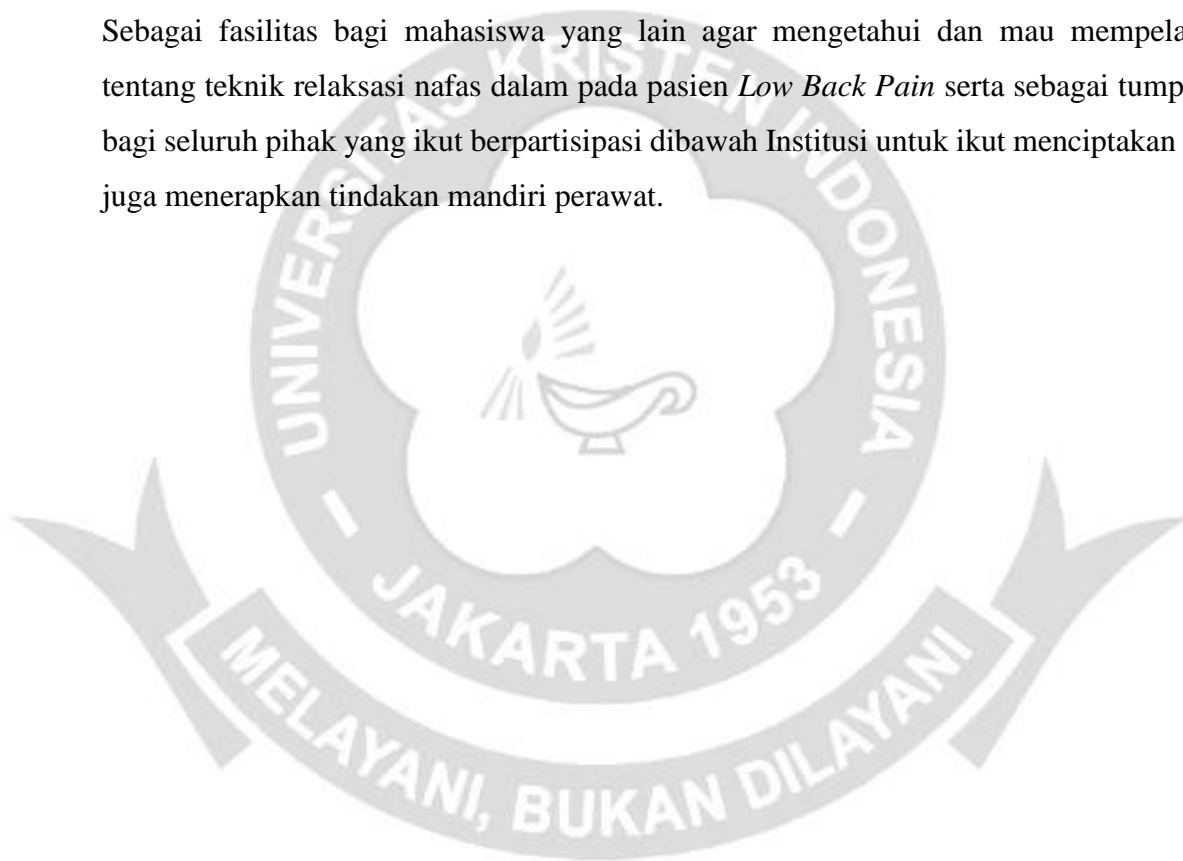 Sebagai fasilitas bagi mahasiswa yang lain agar mengetahui dan mau mempela
tentang teknik relaksasi nafas dalam pada pasien Low Back Pain serta sebagai tump
bagi seluruh pihak yang ikut berpartisipasi dibawah Institusi untuk ikut menciptakan
juga menerapkan tindakan mandiri perawat.
UNIVERSITAS KRISTEN INDONESIA
- JAKARTA 1953 -
MELAYANI, BUKAN DILAYANI